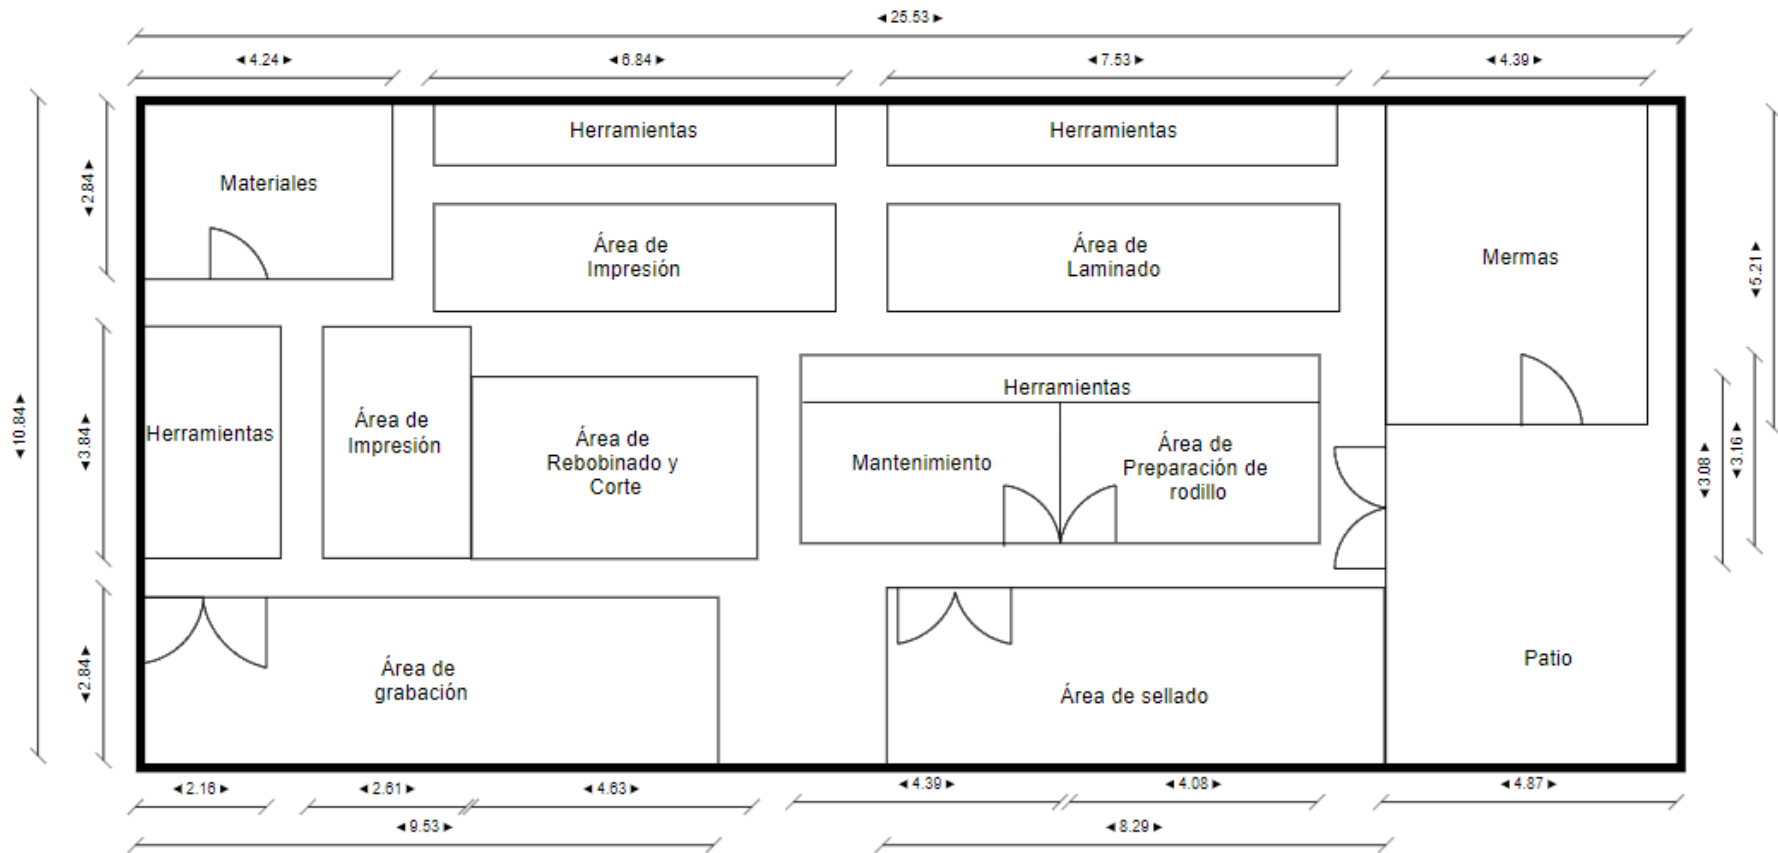 ◄25.53►
◄4.24►
◄6.84►
◄7.53►
◄4.39►
Herramientas
Herramientas
Materiales
◄2.84►
Área de
Impresión
Área de
Laminado
Mermas
◄5.21►
◄10.84►
◄3.84►
Herramientas
Área de
Impresión
Área de
Rebobinado y
Corte
Herramientas
Mantenimiento
Área de
Preparación de
rodillo
◄3.08►
◄3.16►
◄2.84►
Área de
grabación
Área de sellado
Patio
◄2.16►
◄2.61►
◄4.63►
◄4.39►
◄4.08►
◄4.87►
◄9.53►
◄8.29►